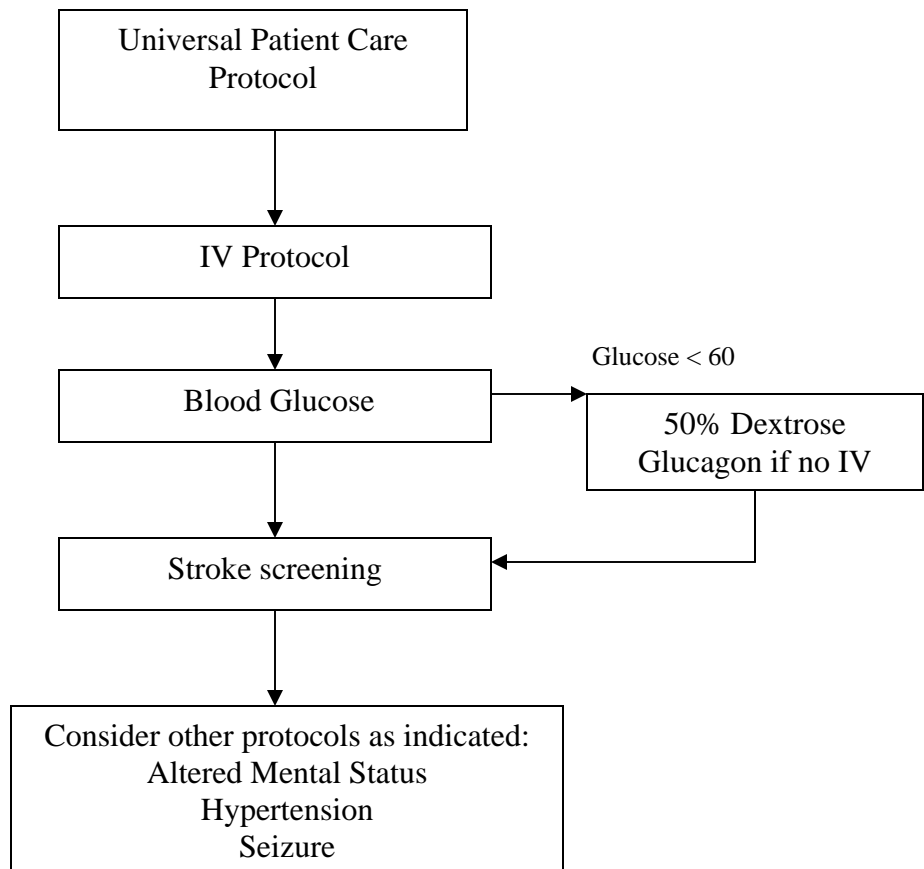 Universal Patient Care
Protocol
IV Protocol
Glucose < 60
Blood Glucose
50% Dextrose
Glucagon if no IV
Stroke screening
Consider other protocols as indicated:
Altered Mental Status
Hypertension
Seizure